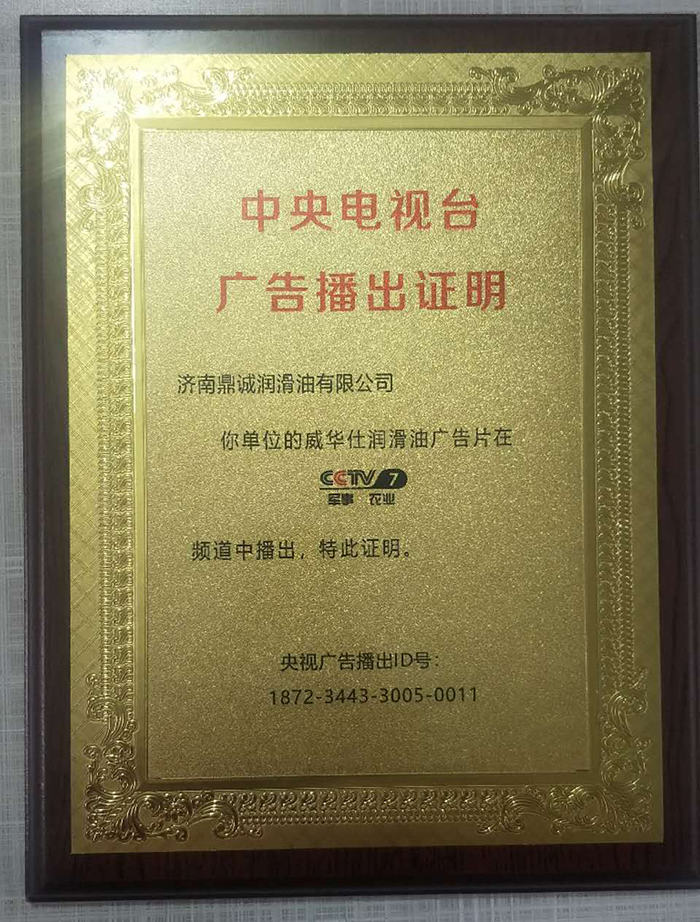 中央电视台
广告播出证明
济南鼎诚润滑油有限公司
你单位的威华仕润滑油广告片在
CCTV 7
军事 农业
频道中播出，特此证明。
央视广告播出ID号：
1872-3443-3005-0011